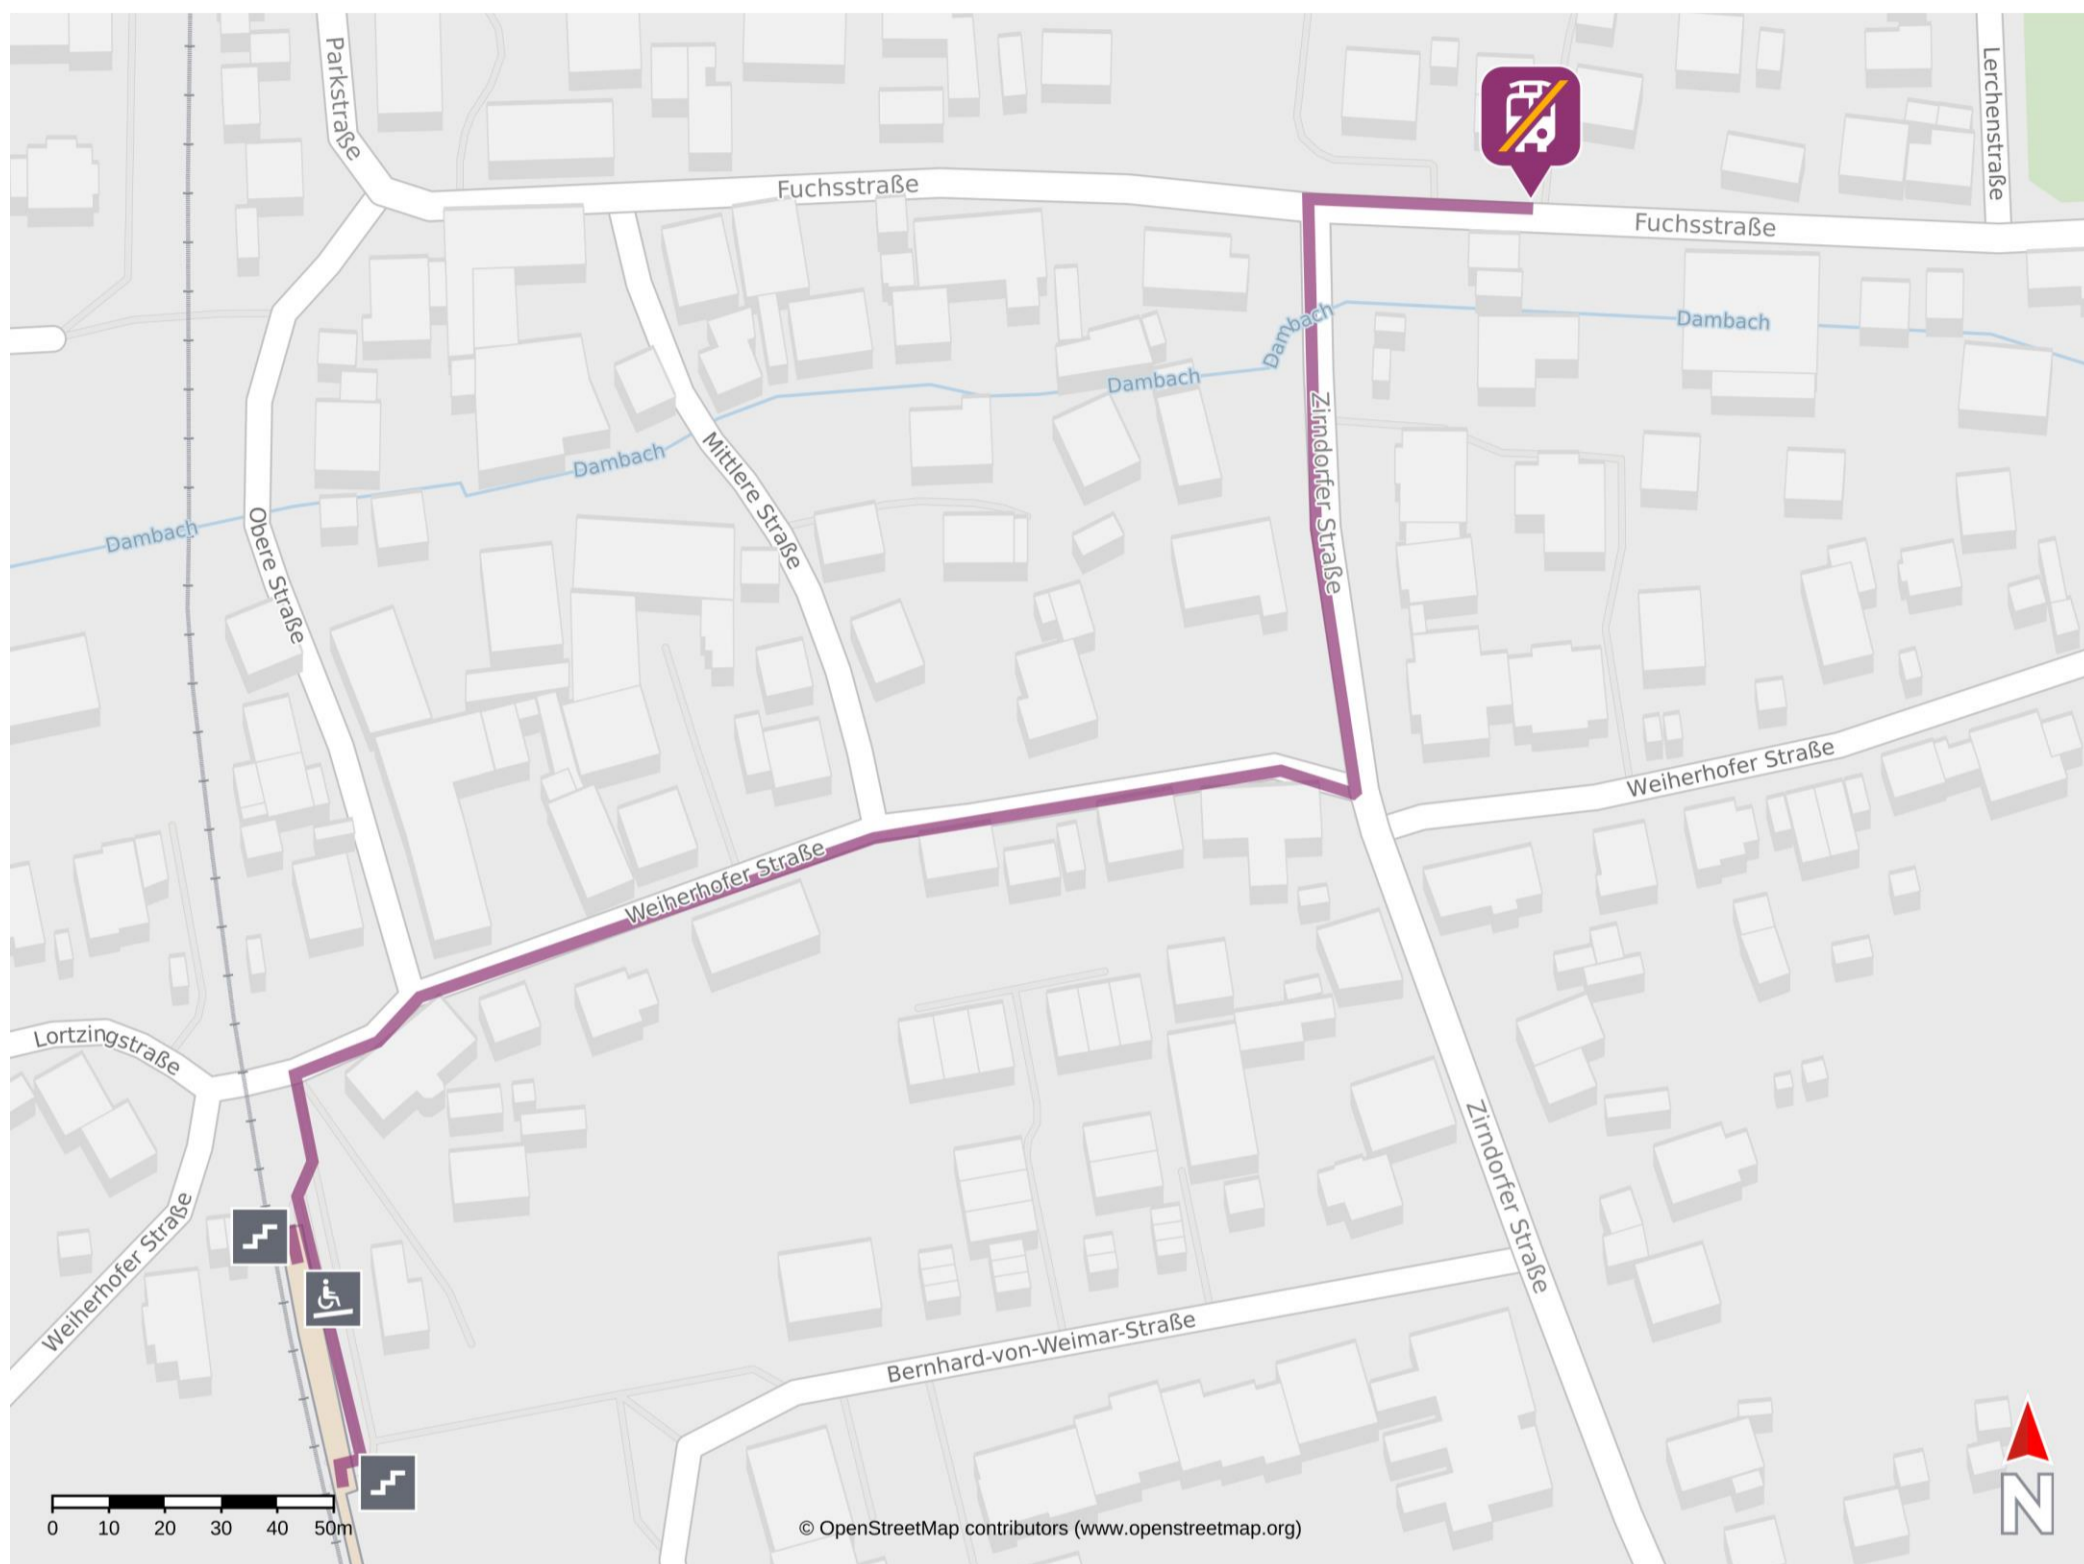 Parkstraße
Lerchenstraße
Fuchsstraße
Fuchsstraße
Dambach
Dambach
Dambach
Zirndorfer Straße
Mittlere Straße
Dambach
Obere Straße
Dambach
Weiherhofer Straße
Weiherhofer Straße
Lortzingstraße
Zirndorfer Straße
Weiherhofer Straße
Bernhard-von-Weimar-Straße
0 10 20 30 40 50m
© OpenStreetMap contributors (www.openstreetmap.org)
N